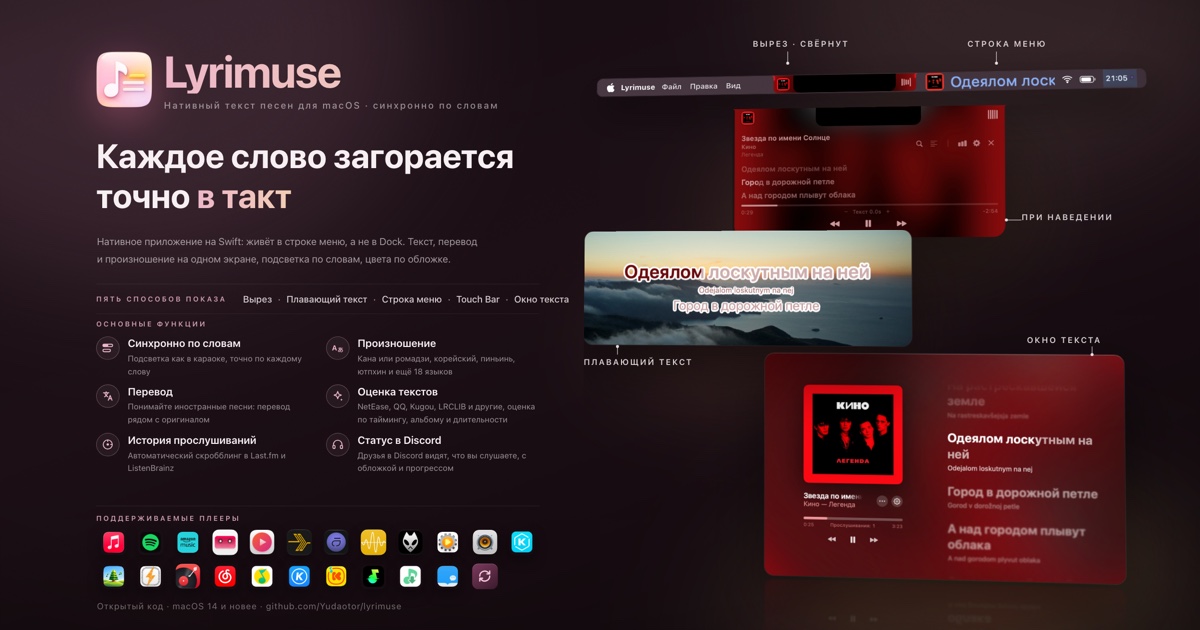 Lyrimuse
Нативный текст песен для macOS · синхронно по словам
Каждое слово загорается
точно в такт
Нативное приложение на Swift: живёт в строке меню, а не в Dock. Текст, перевод
и произношение на одном экране, подсветка по словам, цвета по обложке.
ПЯТЬ СПОСОБОВ ПОКАЗА Вырез · Плавающий текст · Строка меню · Touch Bar · Окно текста
ОСНОВНЫЕ ФУНКЦИИ
Синхронно по словам
Подсветка как в караоке, точно по каждому
слову
Произношение
Кана или ромадзи, корейский, пиньинь,
ютпхин и ещё 18 языков
Перевод
Понимайте иностранные песни: перевод
рядом с оригиналом
Оценка текстов
NetEase, QQ, Kugou, LRCLIB и другие, оценка
по таймингу, альбому и длительности
История прослушиваний
Автоматический скробблинг в Last.fm и
ListenBrainz
Статус в Discord
Друзья в Discord видят, что вы слушаете, с
обложкой и прогрессом
ПОДДЕРЖИВАЕМЫЕ ПЛЕЕРЫ
Открытый код · macOS 14 и новее · github.com/Yudaotor/lyrimuse
ВЫРЕЗ · СВЁРНУТ
СТРОКА МЕНЮ
Lyrimuse Файл Правка Вид
Одеялом лоск
21:05
Звезда по имени Солнце
Кино
Легенда
Одеялом лоскутным на ней
Город в дорожной петле
А над городом плывут облака
0:29
ПРИ НАВЕДЕНИИ
Одеялом лоскутным на ней
Odejalom loskutnym na nej
Город в дорожной петле
ПЛАВАЮЩИЙ ТЕКСТ
ОКНО ТЕКСТА
КИНО
ЛЕГЕНДА
Звезда по имен
Кино — Легенда
земле
Na rastreskavšejsja zemle
Одеялом лоскутным на
ней
Odejalom loskutnym na nej
Город в дорожной петле
Gorod v dorožnoj petle
А над городом плывут
облака
A nad gorodom plyvut oblaka